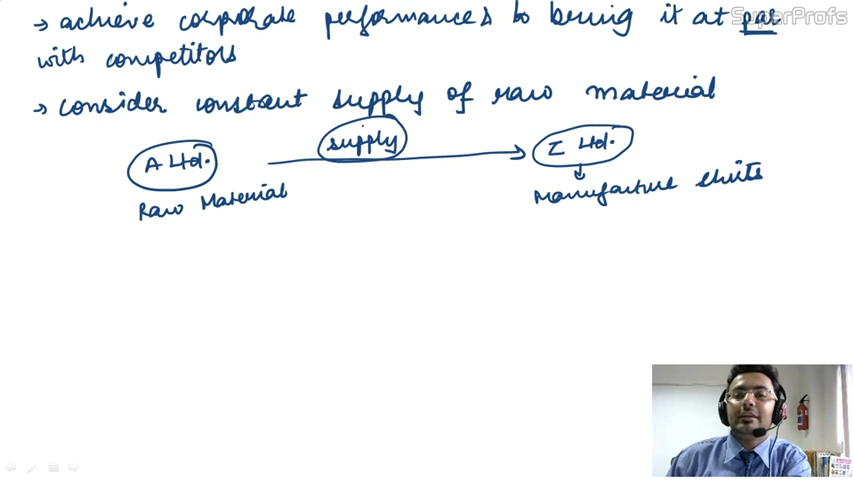 → achieve corporate performances to bering it at par
SuperProfs
with competitors
→ consider constant supply of raw material
A Ltd.
supply
Z Ltd.
Raw Material
Manufacture shirts